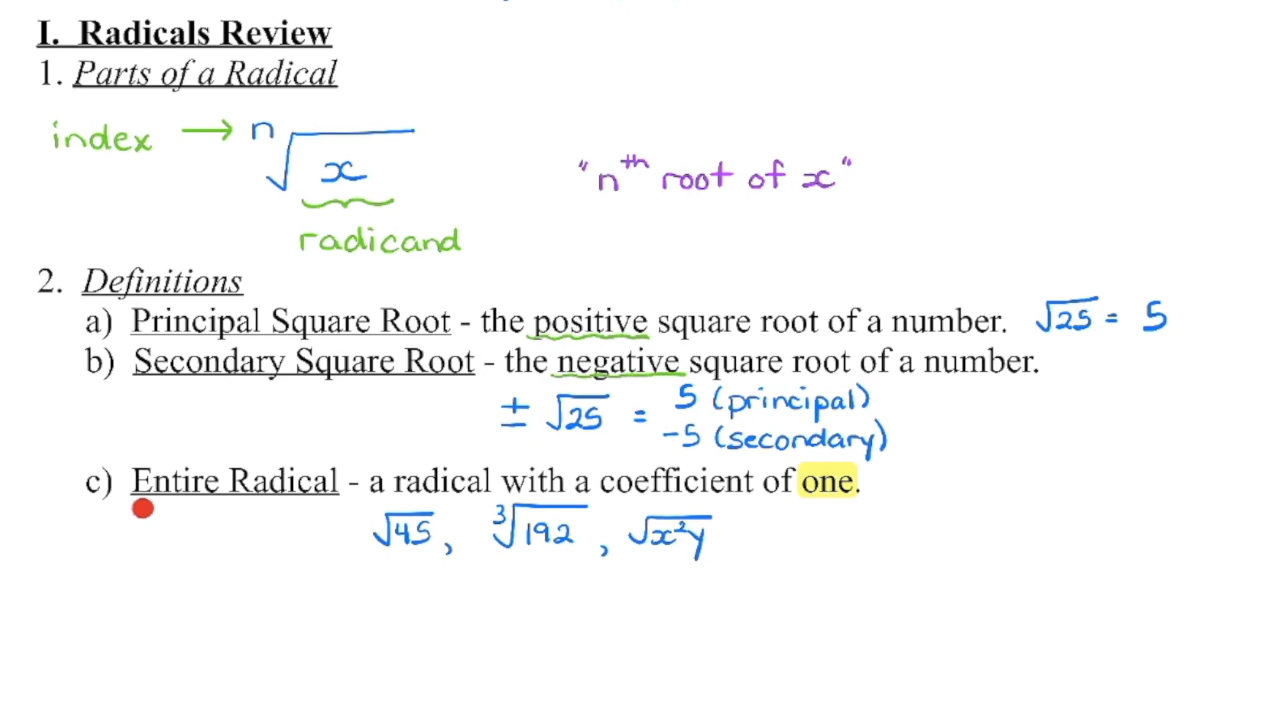 I. Radicals Review
1. Parts of a Radical
index → ⁿ√x
"nᵗʰ root of x"
radicand
2. Definitions
a) Principal Square Root - the positive square root of a number. √25 = 5
b) Secondary Square Root - the negative square root of a number.
± √25 = 5 (principal)
-5 (secondary)
c) Entire Radical - a radical with a coefficient of one.
√45, ³√192, √x²y